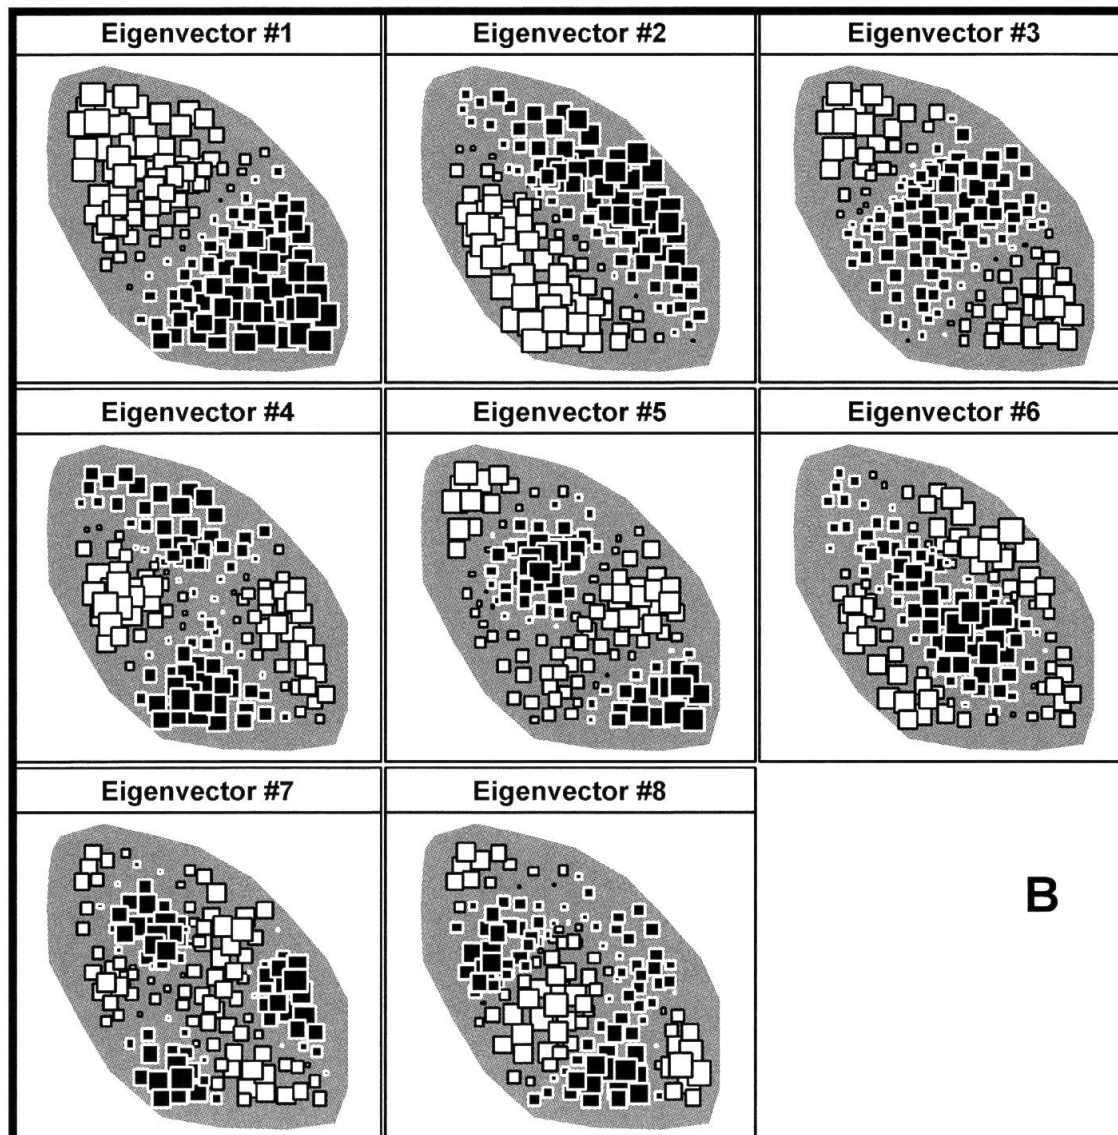 Eigenvector #1 Eigenvector #2 Eigenvector #3
Eigenvector #4 Eigenvector #5 Eigenvector #6
Eigenvector #7 Eigenvector #8
B